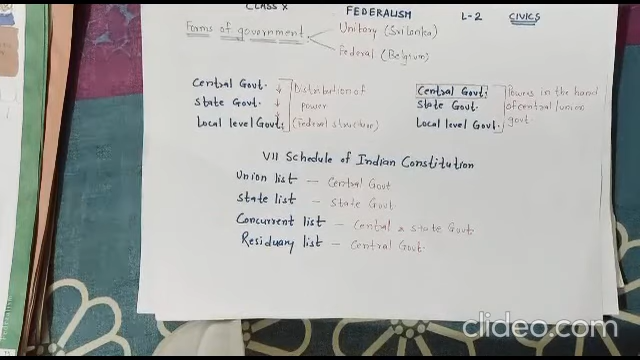 CLASS X FEDERALISM L-2 CIVICS
Forms of government
Unitory (Sri Lanka)
Federal (Belgium)
Central Govt.
State Govt.
Local level Govt.
Distribution of
power
(Federal structure)
Central Govt.
State Govt.
Local level Govt.
Powers in the hand
of central/union
govt.
VII Schedule of Indian Constitution
Union list – Central Govt
State list – State Govt
Concurrent list – Central & State Govt.
Residuary list – Central Govt.
clideo.com